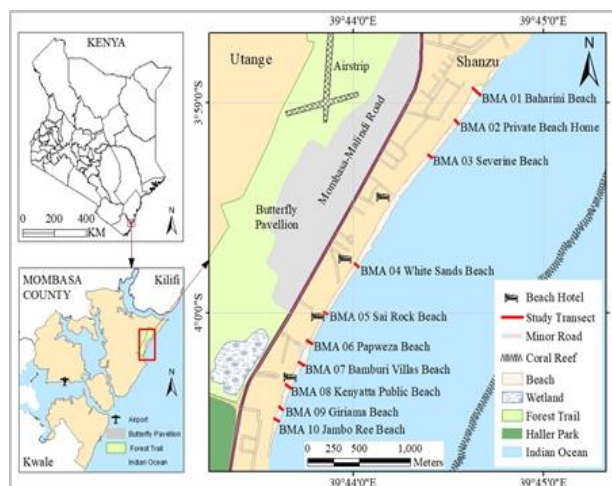 KENYA
N
0 100 200 400
KM
MOMBASA
COUNTY
Kilifi
N
Airport
Butterfly Pavellion
Forest Trail
Indian Ocean
Kwale
39°44'0"E
39°45'0"E
Utange
Airstrip
Shanzu
N
3°59'0"S
Mombasa-Malindi Road
Butterfly
Pavellion
BMA 01 Baharini Beach
BMA 02 Private Beach Home
BMA 03 Severine Beach
BMA 04 White Sands Beach
4°0'0"S
BMA 05 Sai Rock Beach
BMA 06 Papweza Beach
BMA 07 Bamburi Villas Beach
BMA 08 Kenyatta Public Beach
BMA 09 Giriama Beach
BMA 10 Jambo Ree Beach
0 250 500 1,000
Meters
Beach Hotel
Study Transect
Minor Road
Coral Reef
Beach
Wetland
Forest Trail
Haller Park
Indian Ocean
39°44'0"E
39°45'0"E